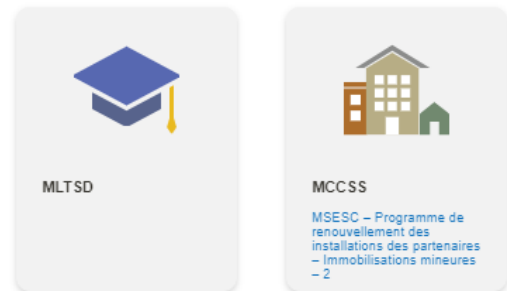 MLTSD
MCCSS
MSESC – Programme de
renouvellement des
installations des partenaires
– Immobilisations mineures
– 2